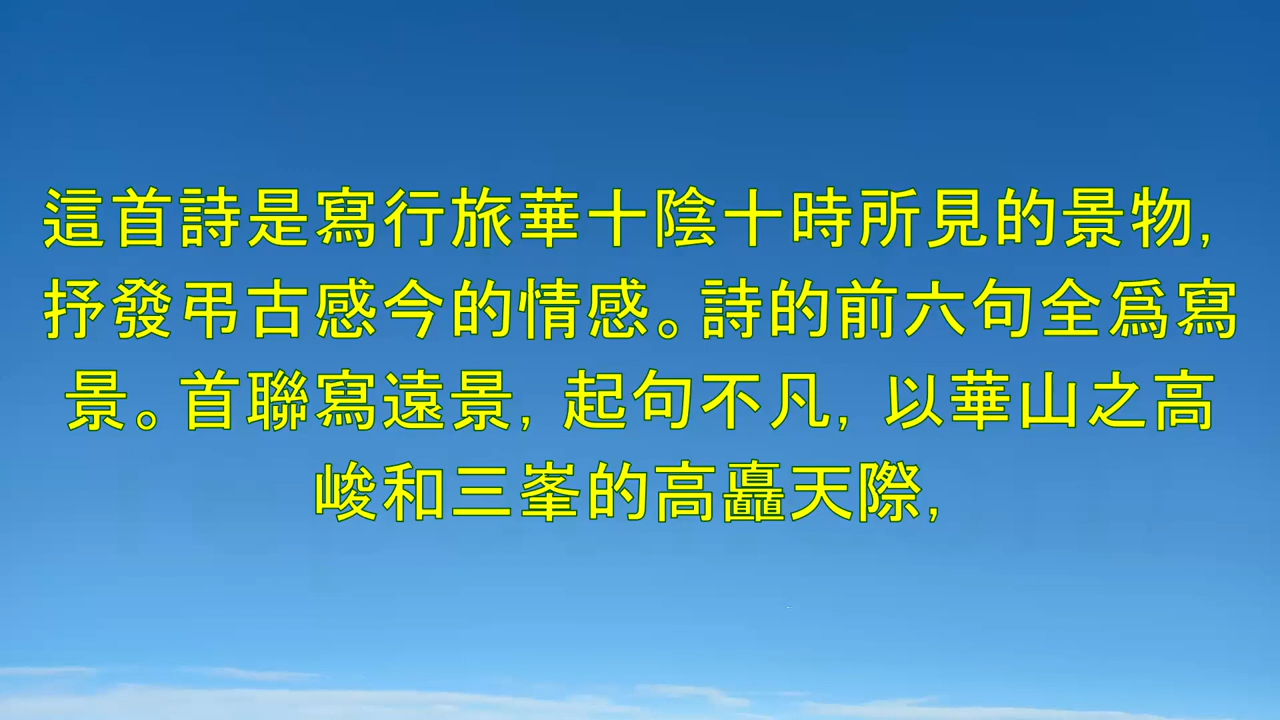 這首詩是寫行旅華十陰十時所見的景物,
抒發弔古感今的情感。詩的前六句全爲寫
景。首聯寫遠景, 起句不凡, 以華山之高
峻和三峯的高矗天際,